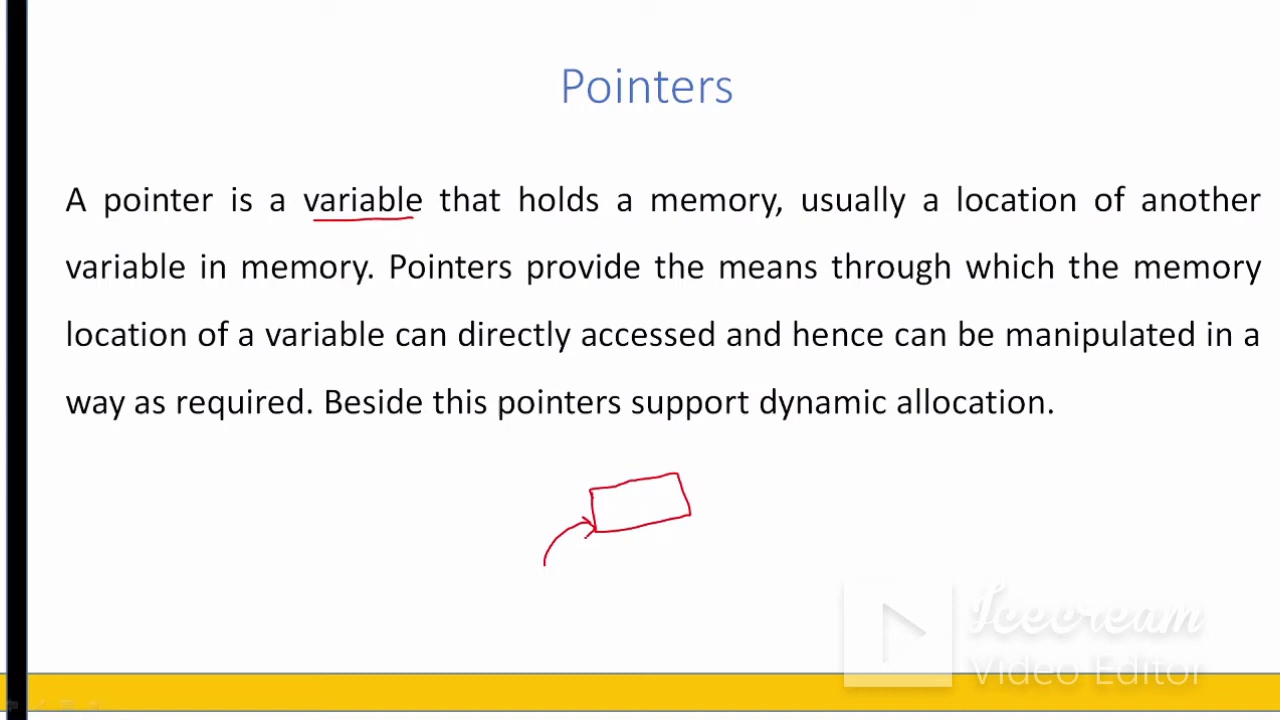 Pointers
A pointer is a variable that holds a memory, usually a location of another
variable in memory. Pointers provide the means through which the memory
location of a variable can directly accessed and hence can be manipulated in a
way as required. Beside this pointers support dynamic allocation.
Icecream
Video Editor